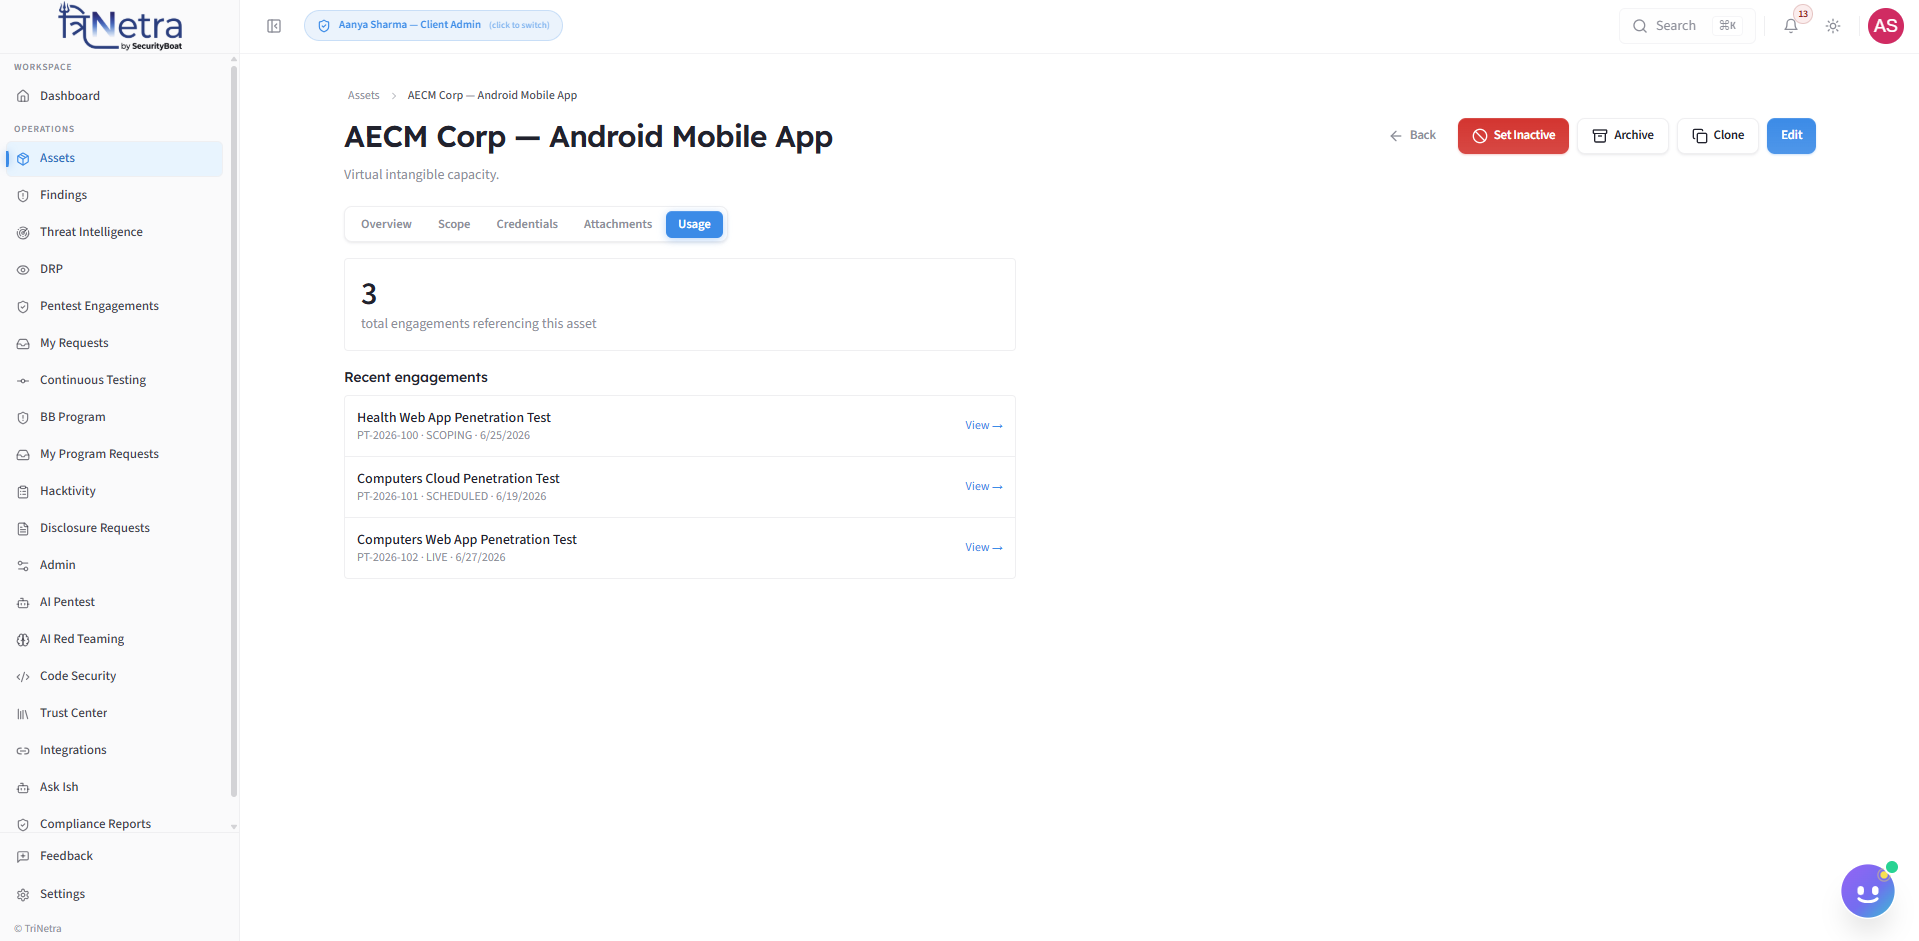 त्रिNetra
by SecurityBoat
WORKSPACE
Dashboard
OPERATIONS
Assets
Findings
Threat Intelligence
DRP
Pentest Engagements
My Requests
Continuous Testing
BB Program
My Program Requests
Hacktivity
Disclosure Requests
Admin
AI Pentest
AI Red Teaming
Code Security
Trust Center
Integrations
Ask Ish
Compliance Reports
Feedback
Settings
© TriNetra
Aanya Sharma — Client Admin (click to switch)
Search ⌘K
13
AS
Assets > AECM Corp — Android Mobile App
AECM Corp — Android Mobile App
Back
Set Inactive
Archive
Clone
Edit
Virtual intangible capacity.
Overview Scope Credentials Attachments Usage
3
total engagements referencing this asset
Recent engagements
Health Web App Penetration Test
PT-2026-100 · SCOPING · 6/25/2026
View →
Computers Cloud Penetration Test
PT-2026-101 · SCHEDULED · 6/19/2026
View →
Computers Web App Penetration Test
PT-2026-102 · LIVE · 6/27/2026
View →